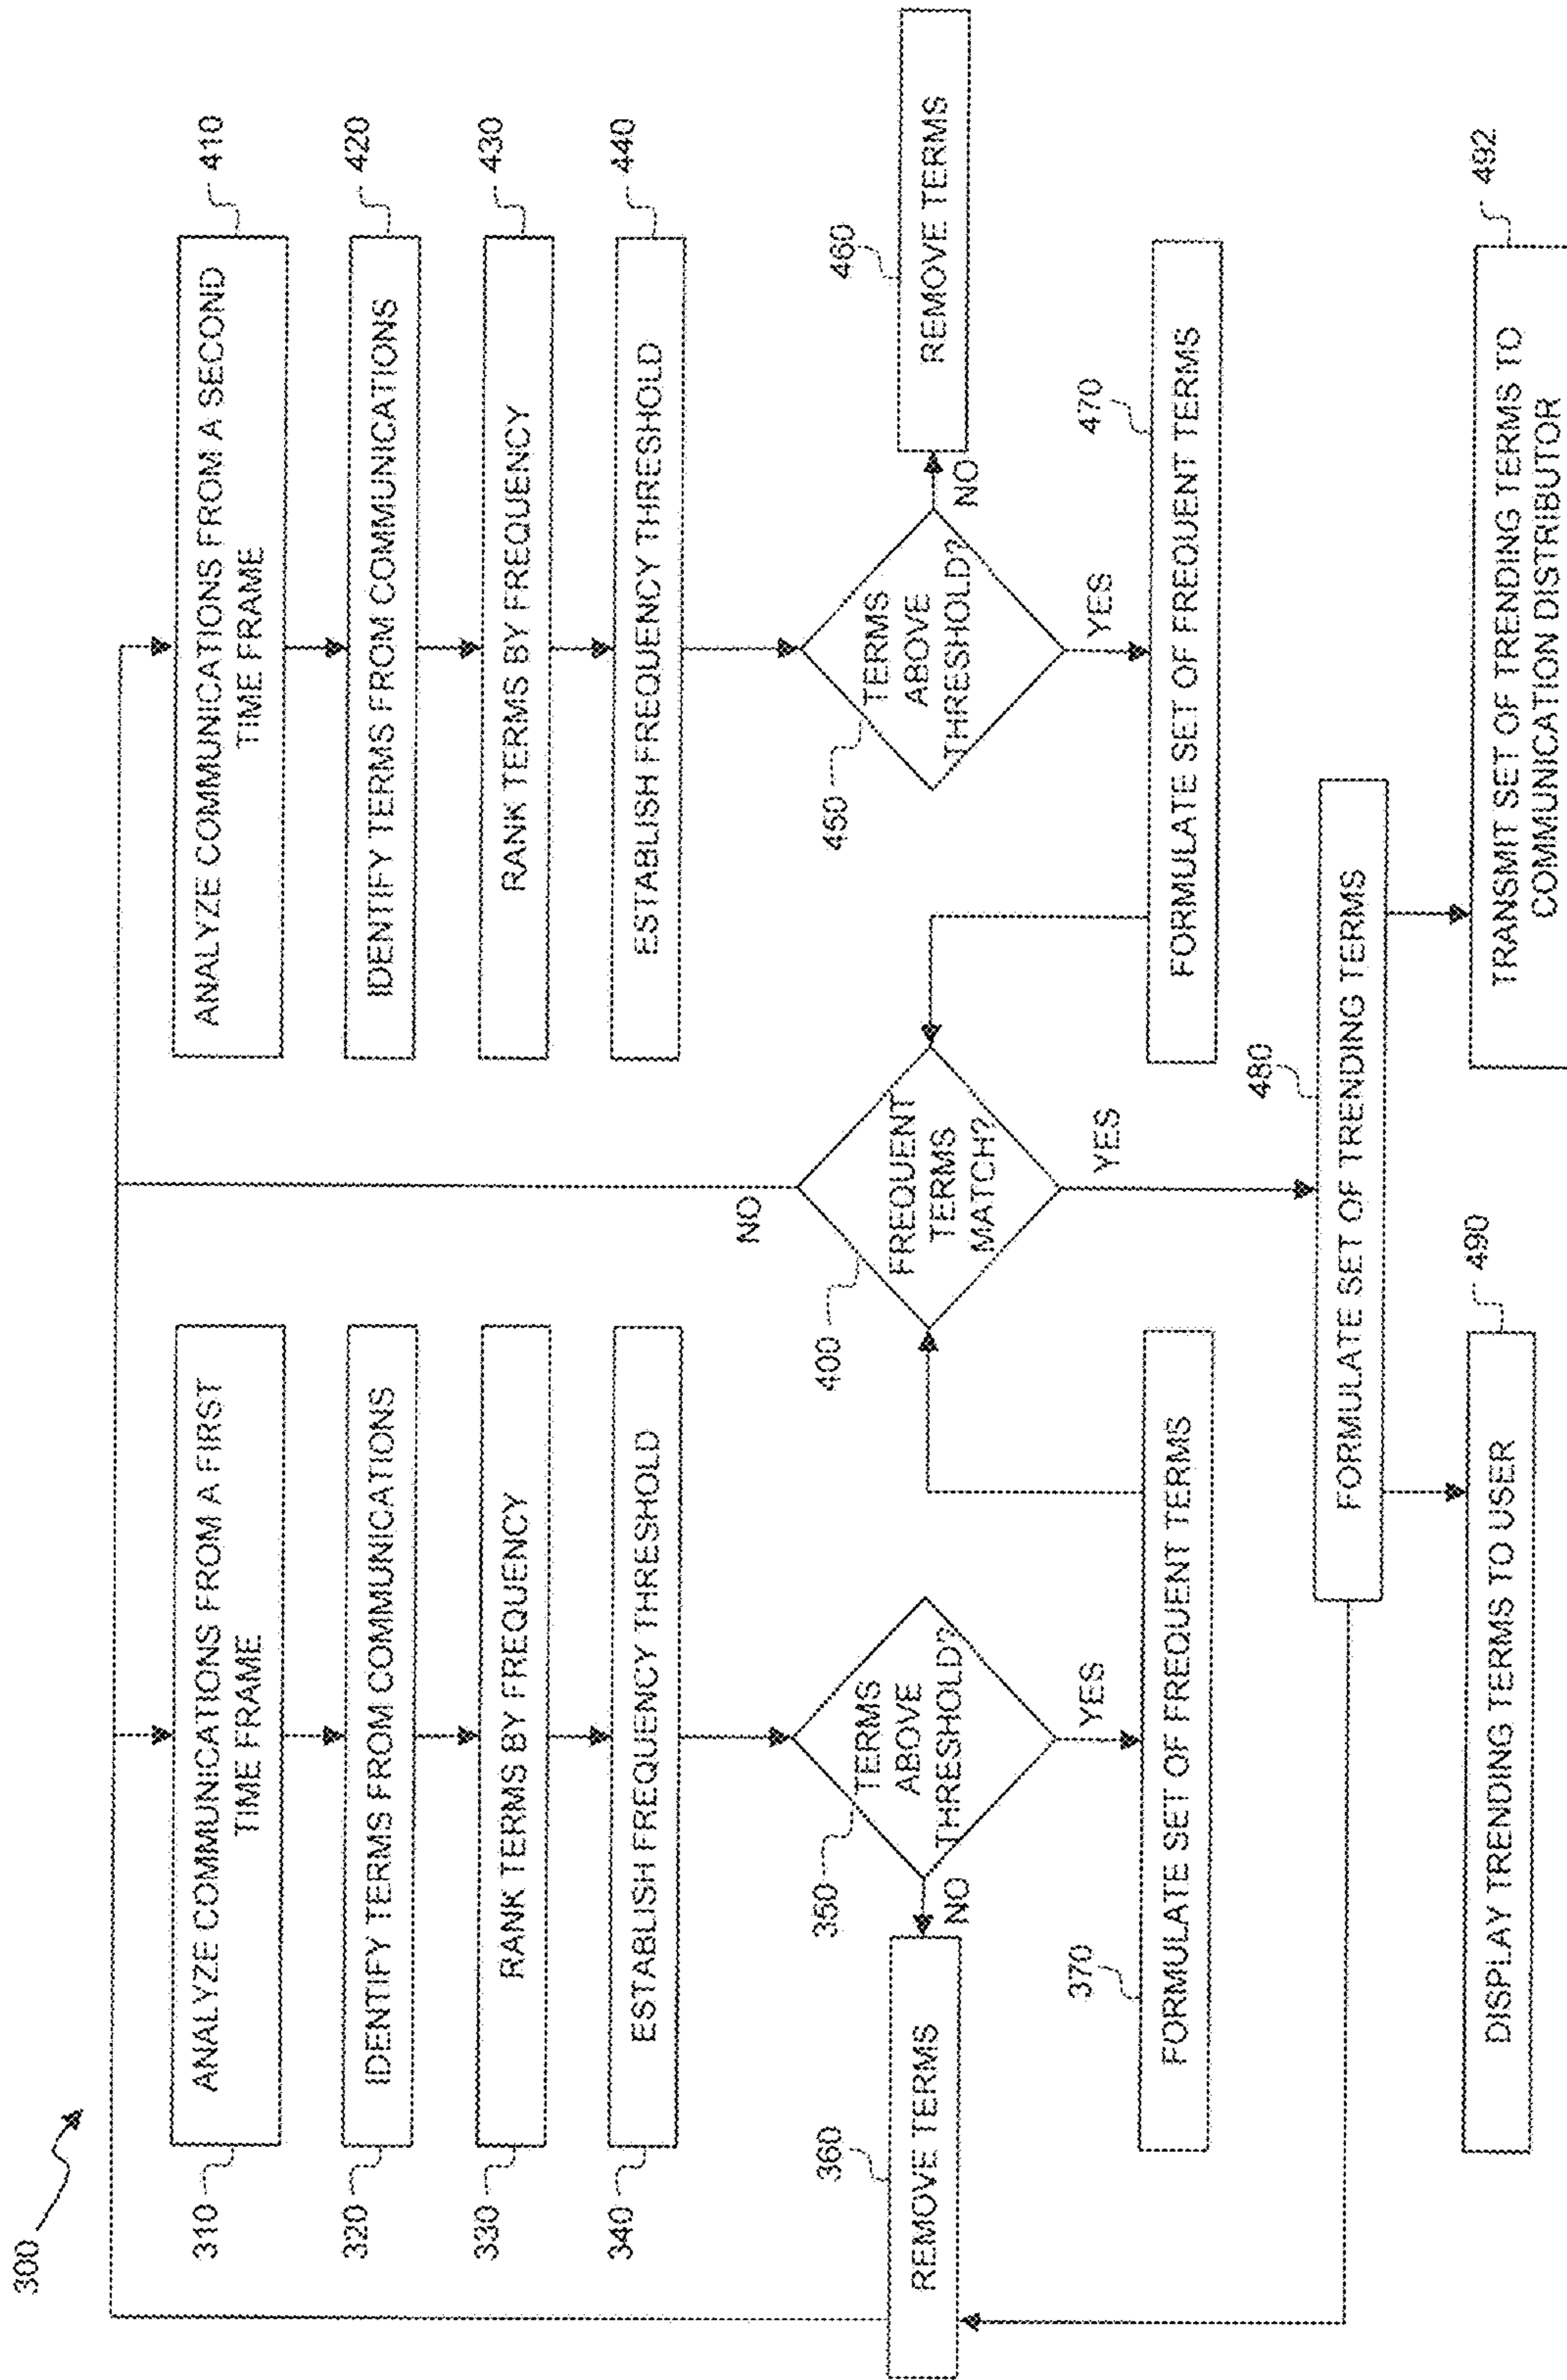 300
310
ANALYZE COMMUNICATIONS FROM A FIRST
TIME FRAME
320
IDENTIFY TERMS FROM COMMUNICATIONS
330
RANK TERMS BY FREQUENCY
340
ESTABLISH FREQUENCY THRESHOLD
350
TERMS
ABOVE
THRESHOLD?
NO
YES
360
REMOVE TERMS
370
FORMULATE SET OF FREQUENT TERMS
NO
400
FREQUENT
TERMS
MATCH?
YES
ANALYZE COMMUNICATIONS FROM A SECOND
TIME FRAME
410
IDENTIFY TERMS FROM COMMUNICATIONS
420
RANK TERMS BY FREQUENCY
430
ESTABLISH FREQUENCY THRESHOLD
440
450
TERMS
ABOVE
THRESHOLD?
NO
YES
460
REMOVE TERMS
470
FORMULATE SET OF FREQUENT TERMS
480
FORMULATE SET OF TRENDING TERMS
490
DISPLAY TRENDING TERMS TO USER
492
TRANSMIT SET OF TRENDING TERMS TO
COMMUNICATION DISTRIBUTOR